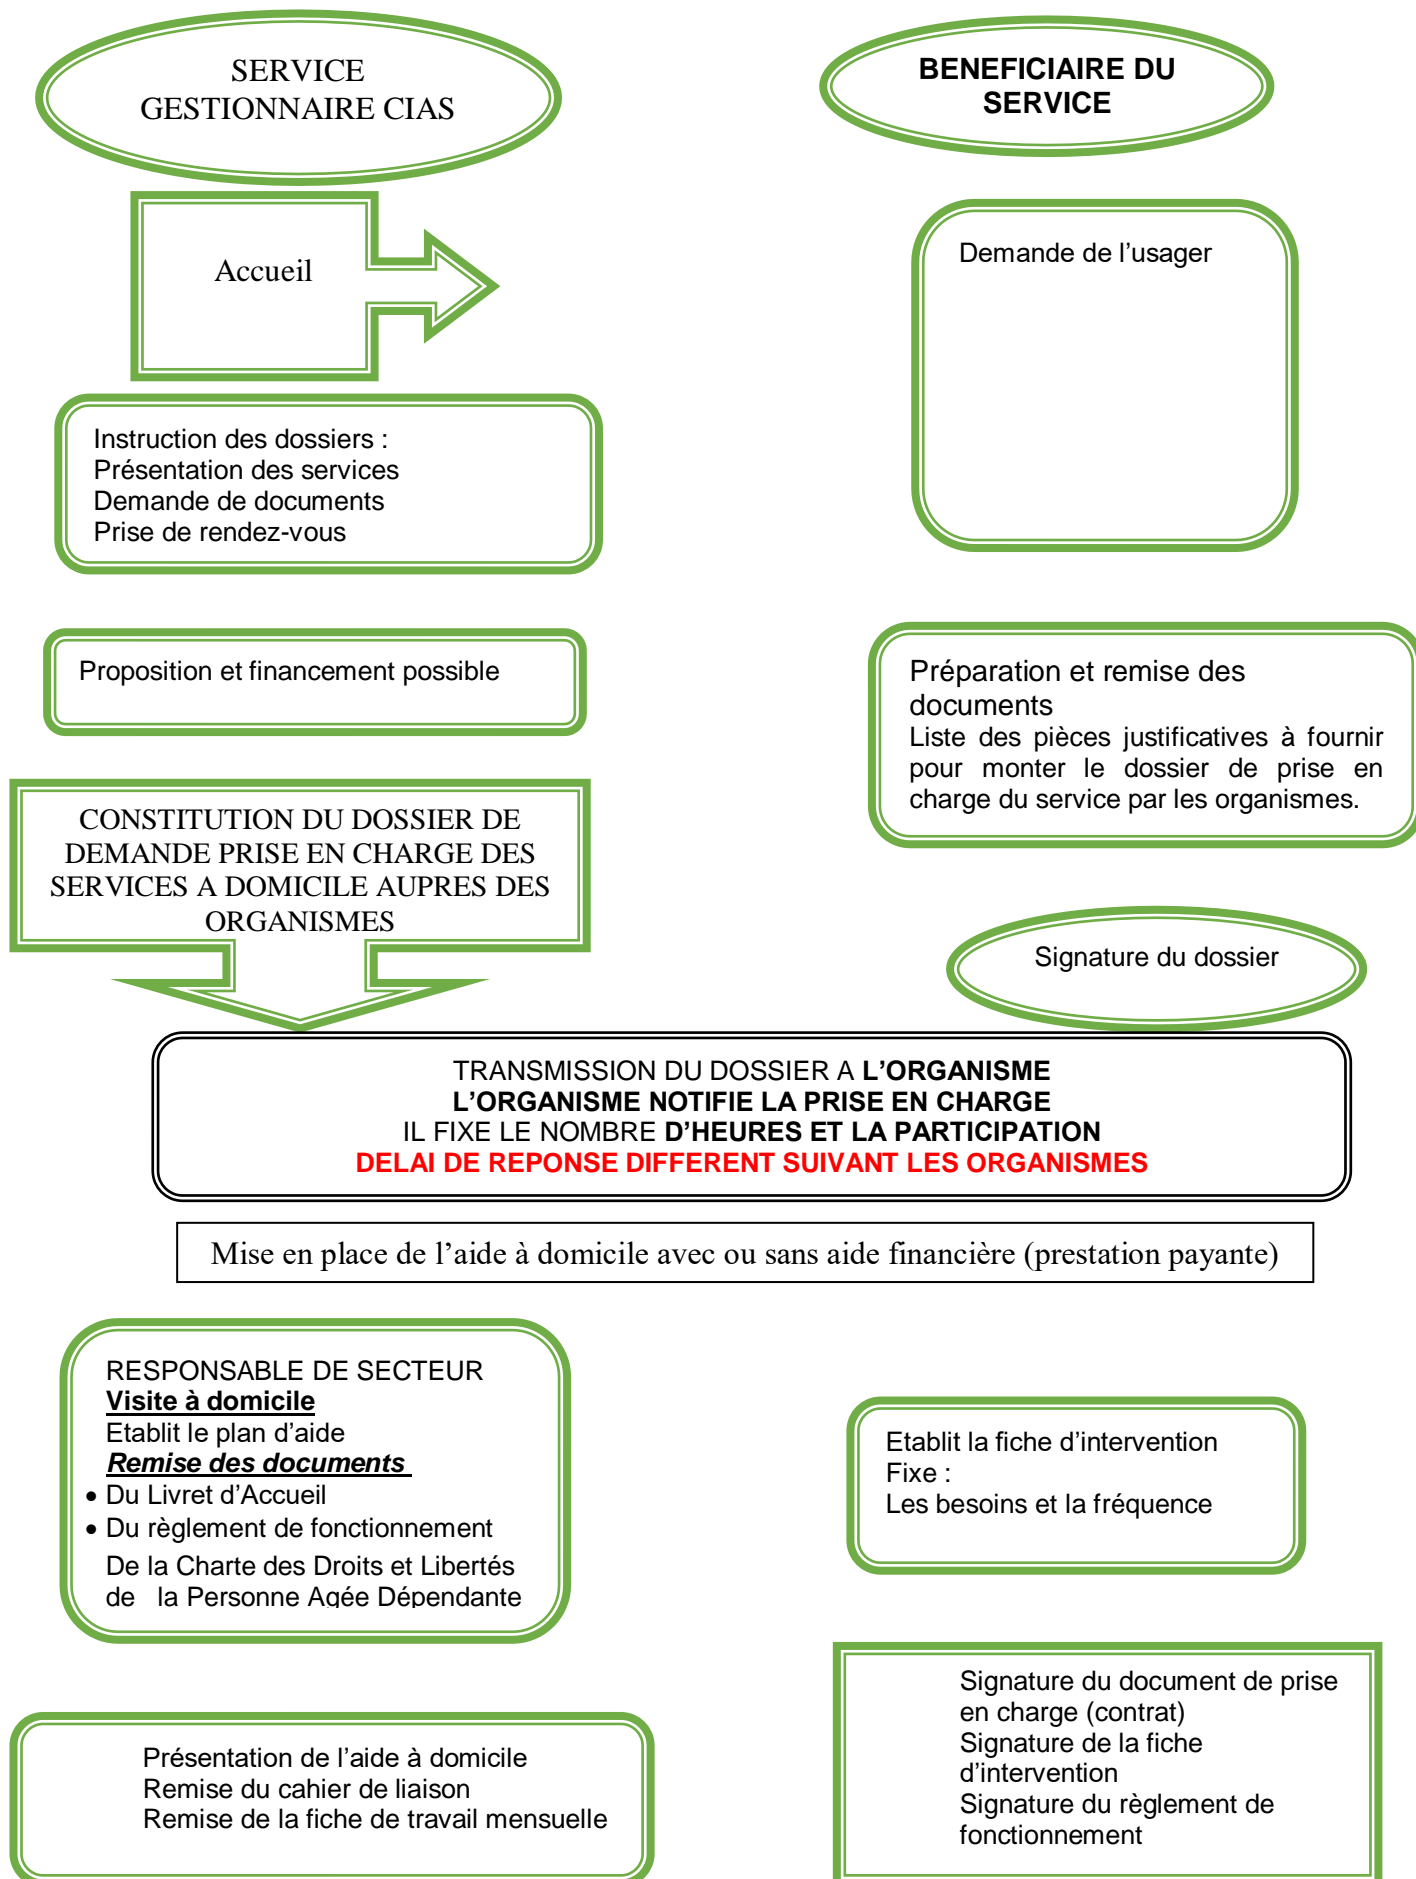 SERVICE
GESTIONNAIRE CIAS
BENEFICIAIRE DU
SERVICE
Accueil
Demande de l’usager
Instruction des dossiers :
Présentation des services
Demande de documents
Prise de rendez-vous
Proposition et financement possible
Préparation et remise des
documents
Liste des pièces justificatives à fournir
pour monter le dossier de prise en
charge du service par les organismes.
CONSTITUTION DU DOSSIER DE
DEMANDE PRISE EN CHARGE DES
SERVICES A DOMICILE AUPRES DES
ORGANISMES
Signature du dossier
TRANSMISSION DU DOSSIER A L’ORGANISME
L’ORGANISME NOTIFIE LA PRISE EN CHARGE
IL FIXE LE NOMBRE D’HEURES ET LA PARTICIPATION
DELAI DE REPONSE DIFFERENT SUIVANT LES ORGANISMES
Mise en place de l’aide à domicile avec ou sans aide financière (prestation payante)
RESPONSABLE DE SECTEUR
Visite à domicile
Etablit le plan d’aide
Remise des documents
• Du Livret d’Accueil
• Du règlement de fonctionnement
De la Charte des Droits et Libertés
de la Personne Agée Dépendante
Etablit la fiche d’intervention
Fixe :
Les besoins et la fréquence
Présentation de l’aide à domicile
Remise du cahier de liaison
Remise de la fiche de travail mensuelle
Signature du document de prise
en charge (contrat)
Signature de la fiche
d’intervention
Signature du règlement de
fonctionnement